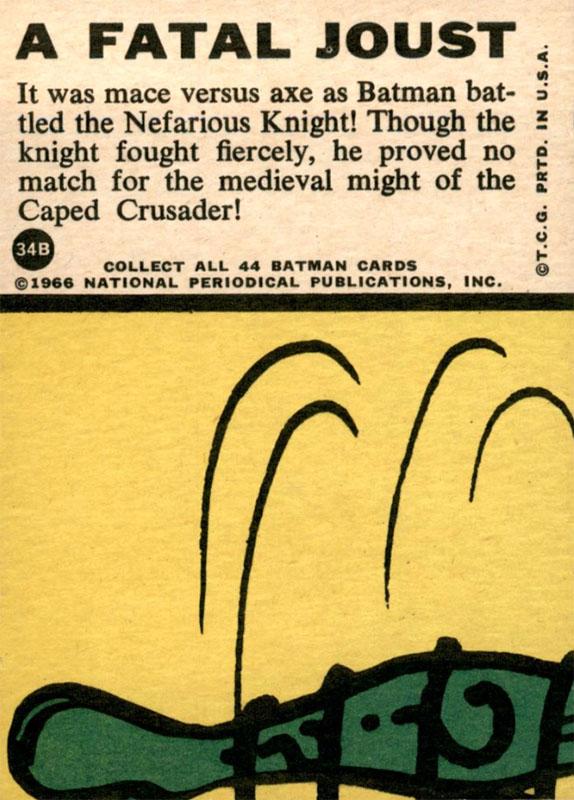 A FATAL JOUST
It was mace versus axe as Batman bat-
tled the Nefarious Knight! Though the
knight fought fiercely, he proved no
match for the medieval might of the
Caped Crusader!
34B
COLLECT ALL 44 BATMAN CARDS
©1966 NATIONAL PERIODICAL PUBLICATIONS, INC.
©T.C.G. PRTD. IN U.S.A.